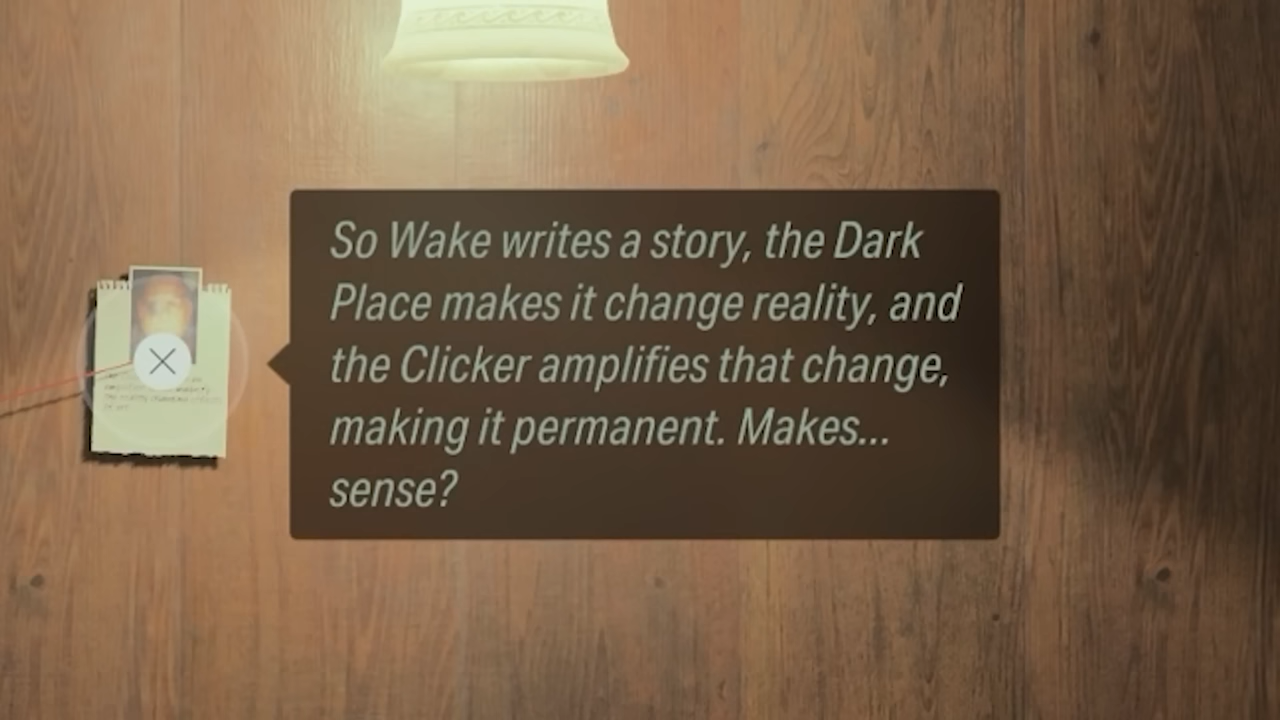 So Wake writes a story, the Dark
Place makes it change reality, and
the Clicker amplifies that change,
making it permanent. Makes...
sense?